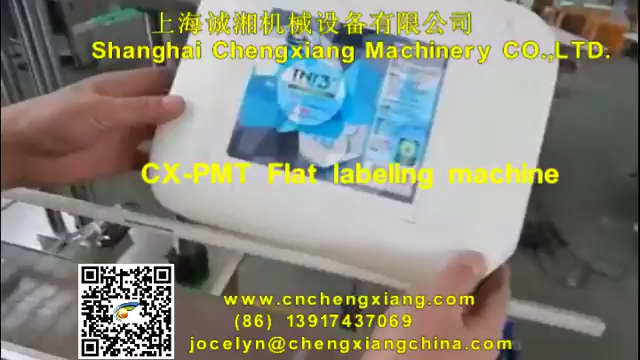 上海诚湘机械设备有限公司
Shanghai Chengxiang Machinery CO.,LTD.
TNT3
CX-PMT Flat labeling machine
www.cnchengxiang.com
(86) 13917437069
jocelyn@chengxiangchina.com